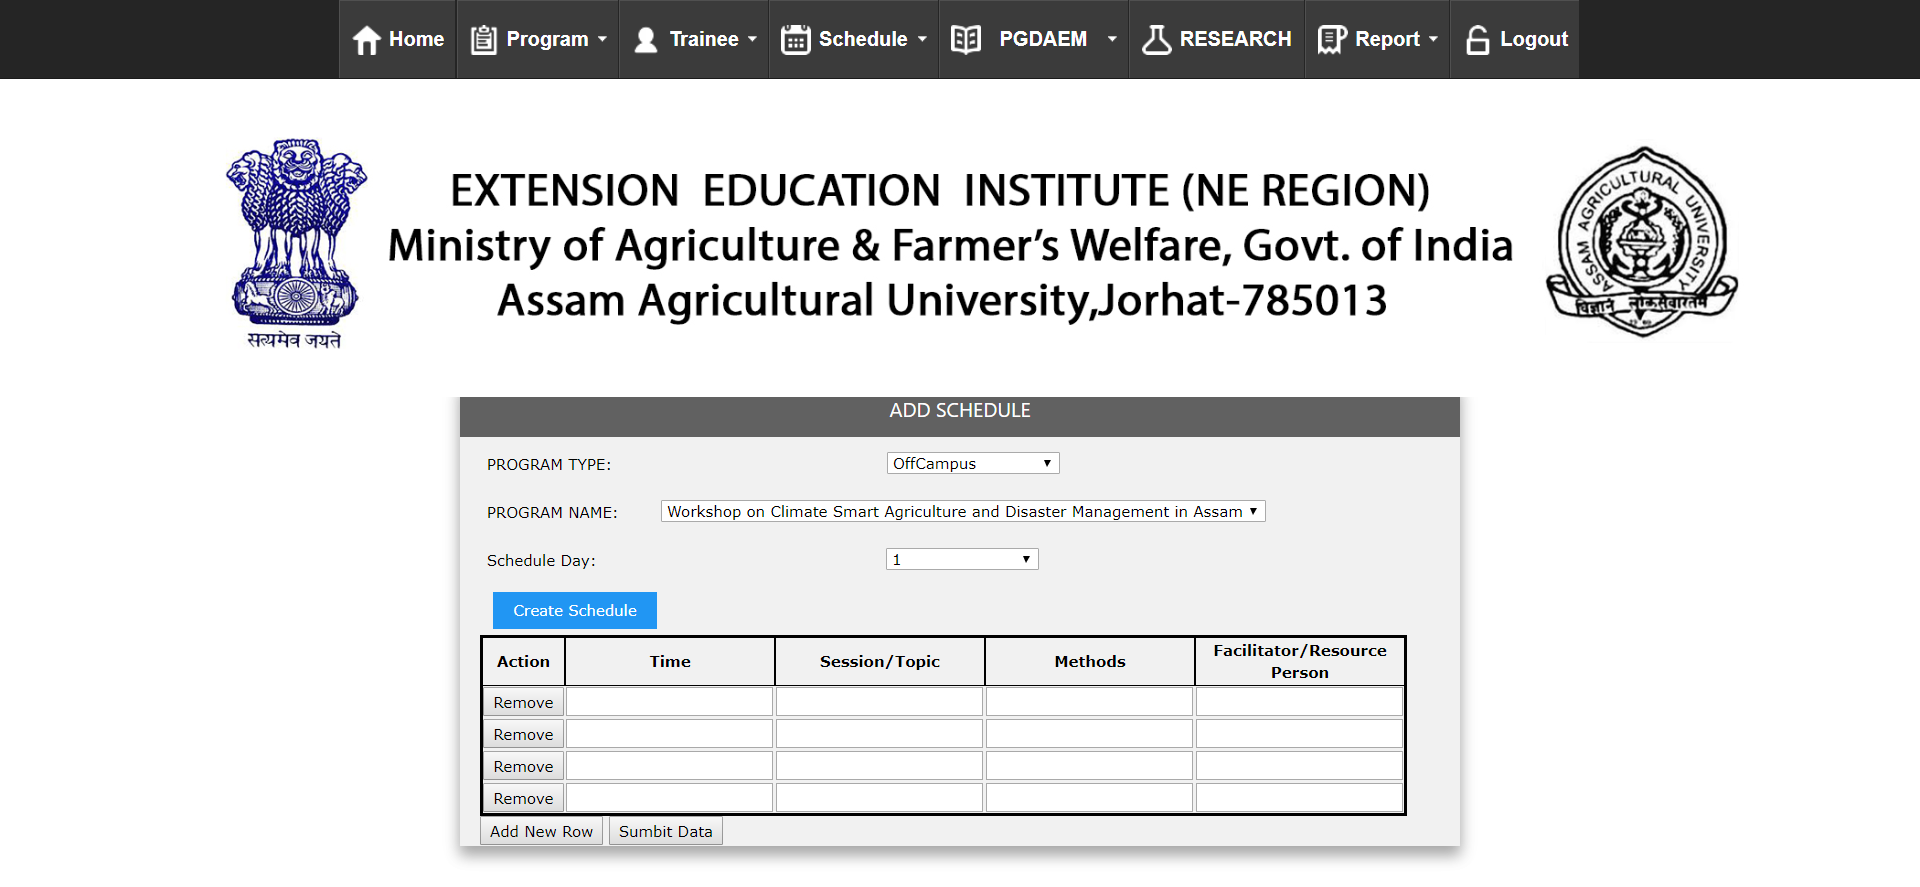 Home Program Trainee Schedule PGDAEM RESEARCH Report Logout
EXTENSION EDUCATION INSTITUTE (NE REGION)
Ministry of Agriculture & Farmer's Welfare, Govt. of India
Assam Agricultural University,Jorhat-785013
सत्यमेव जयते
ASSAM AGRICULTURAL UNIVERSITY
विज्ञानं लोकसेवारतम
ADD SCHEDULE
PROGRAM TYPE: OffCampus
PROGRAM NAME: Workshop on Climate Smart Agriculture and Disaster Management in Assam
Schedule Day: 1
Create Schedule
Action Time Session/Topic Methods Facilitator/Resource Person
Remove
Remove
Remove
Remove
Add New Row Sumbit Data